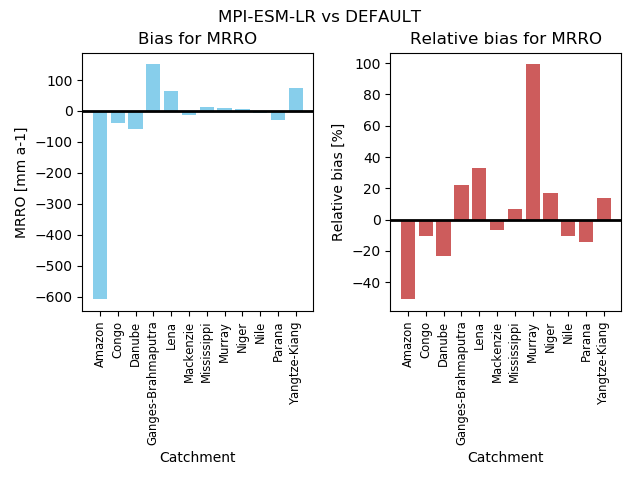 MPI-ESM-LR vs DEFAULT
Bias for MRRO
MRRO [mm a-1]
100
0
−100
−200
−300
−400
−500
−600
Amazon
Congo
Danube
Ganges-Brahmaputra
Lena
Mackenzie
Mississippi
Murray
Niger
Nile
Parana
Yangtze-Kiang
Catchment
Relative bias for MRRO
Relative bias [%]
100
80
60
40
20
0
−20
−40
Amazon
Congo
Danube
Ganges-Brahmaputra
Lena
Mackenzie
Mississippi
Murray
Niger
Nile
Parana
Yangtze-Kiang
Catchment